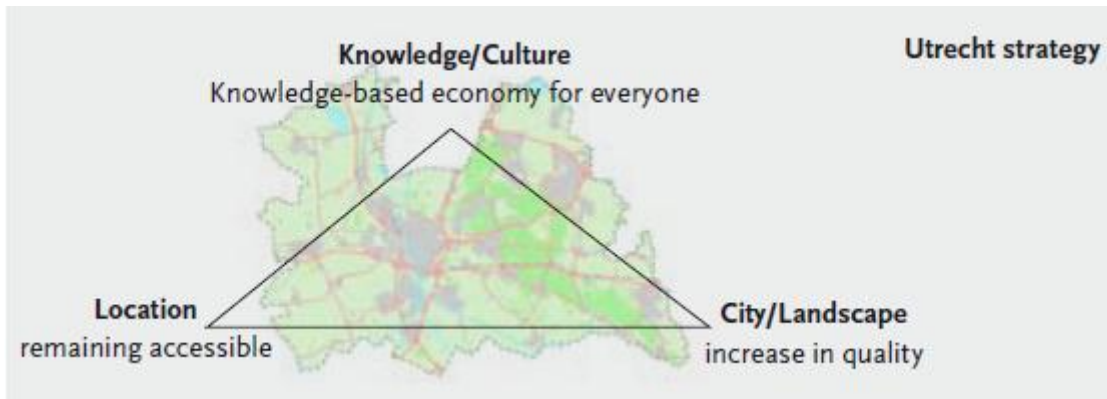 Utrecht strategy
Knowledge/Culture
Knowledge-based economy for everyone
Location
remaining accessible
City/Landscape
increase in quality